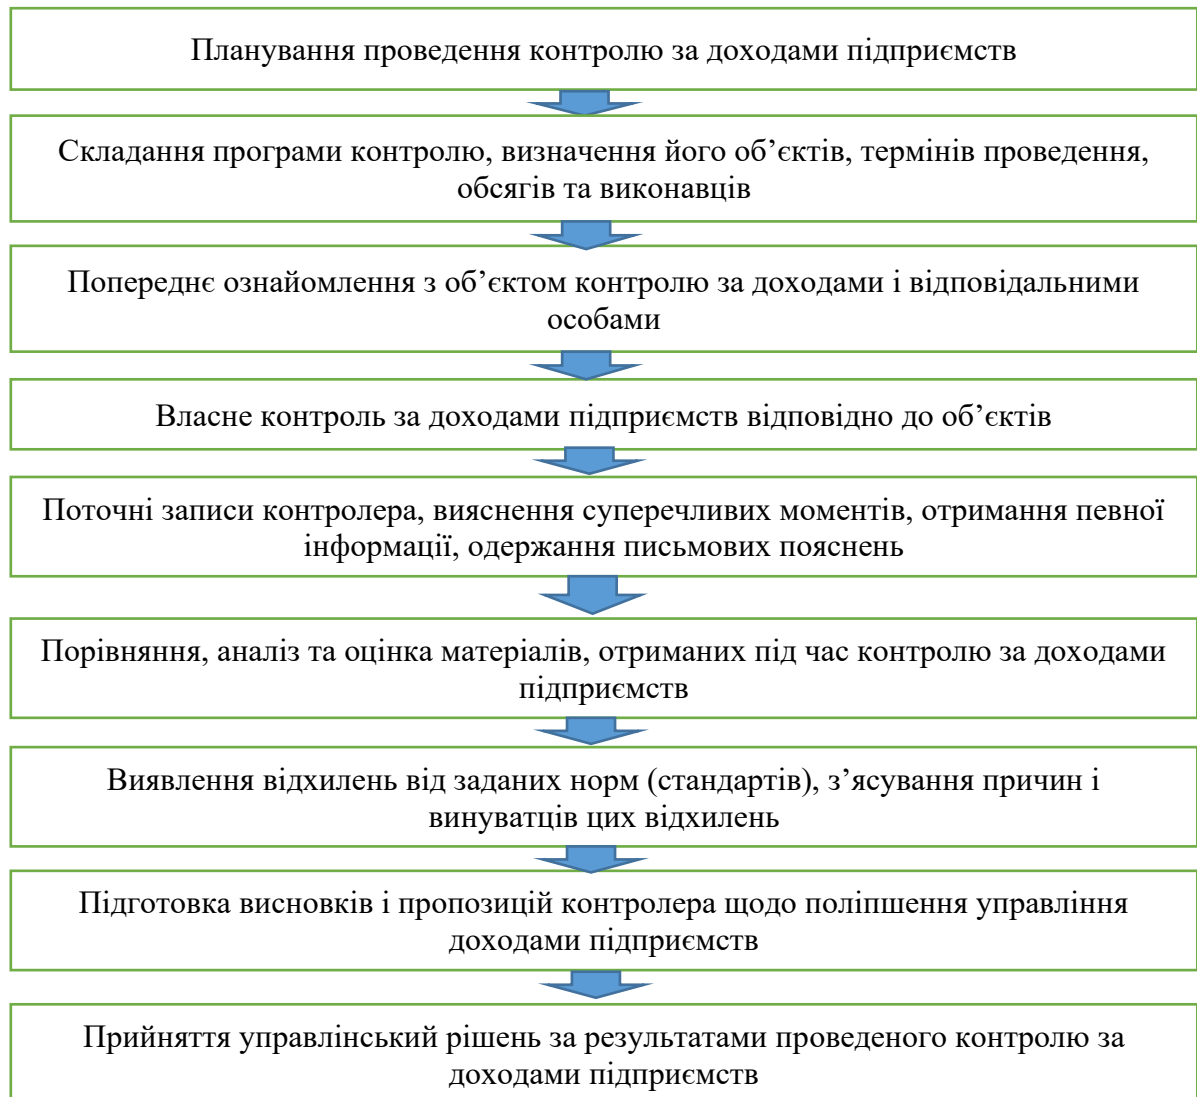 Планування проведення контролю за доходами підприємств
Складання програми контролю, визначення його об’єктів, термінів проведення,
обсягів та виконавців
Попереднє ознайомлення з об’єктом контролю за доходами і відповідальними
особами
Власне контроль за доходами підприємств відповідно до об’єктів
Поточні записи контролера, вияснення суперечливих моментів, отримання певної
інформації, одержання письмових пояснень
Порівняння, аналіз та оцінка матеріалів, отриманих під час контролю за доходами
підприємств
Виявлення відхилень від заданих норм (стандартів), з’ясування причин і
винуватців цих відхилень
Підготовка висновків і пропозицій контролера щодо поліпшення управління
доходами підприємств
Прийняття управлінський рішень за результатами проведеного контролю за
доходами підприємств